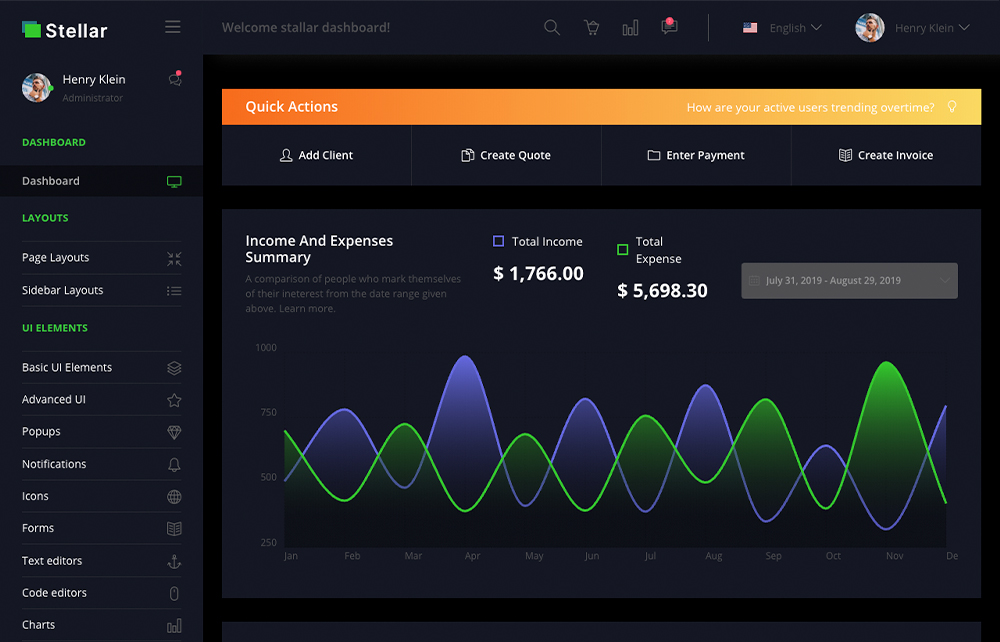 Stellar
Welcome stallar dashboard!
English
Henry Klein
Henry Klein
Administrator
DASHBOARD
Dashboard
LAYOUTS
Page Layouts
Sidebar Layouts
UI ELEMENTS
Basic UI Elements
Advanced UI
Popups
Notifications
Icons
Forms
Text editors
Code editors
Charts
Quick Actions
How are your active users trending overtime?
Add Client
Create Quote
Enter Payment
Create Invoice
Income And Expenses
Summary
A comparison of people who mark themselves
of their ineterest from the date range given
above. Learn more.
Total Income
$ 1,766.00
Total
Expense
$ 5,698.30
July 31, 2019 - August 29, 2019
1000
750
500
250
Jan Feb Mar Apr May Jun Jul Aug Sep Oct Nov De